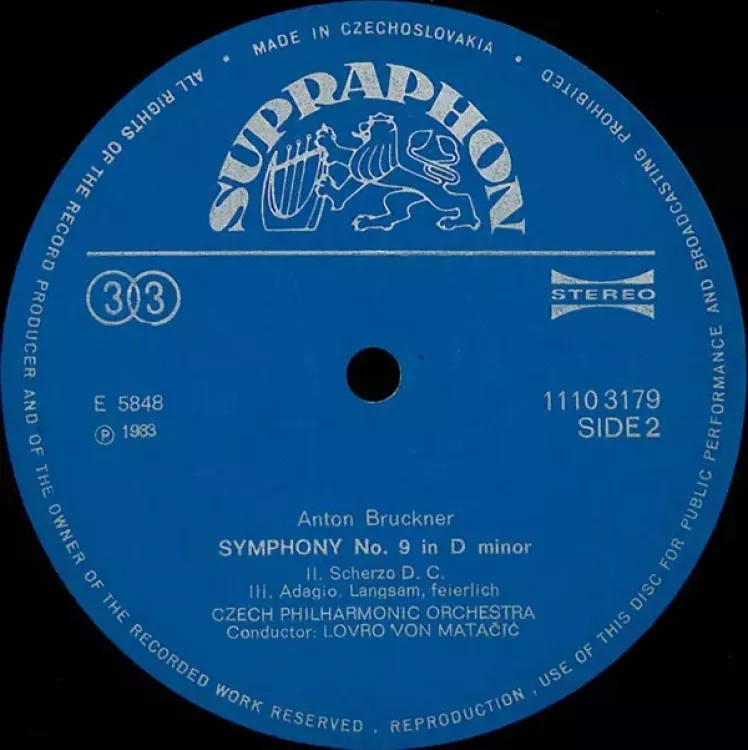 MADE IN CZECHOSLOVAKIA
SUPRAPHON
33
STEREO
E 5848
℗ 1983
1110 3179
SIDE 2
Anton Bruckner
SYMPHONY No. 9 in D minor
II. Scherzo D. C.
III. Adagio. Langsam, feierlich
CZECH PHILHARMONIC ORCHESTRA
Conductor: LOVRO VON MATAČIĆ
ALL RIGHTS OF THE RECORD PRODUCER AND OF THE OWNER OF THE RECORDED WORK RESERVED . REPRODUCTION , USE OF THIS DISC FOR PUBLIC PERFORMANCE AND BROADCASTING PROHIBITED